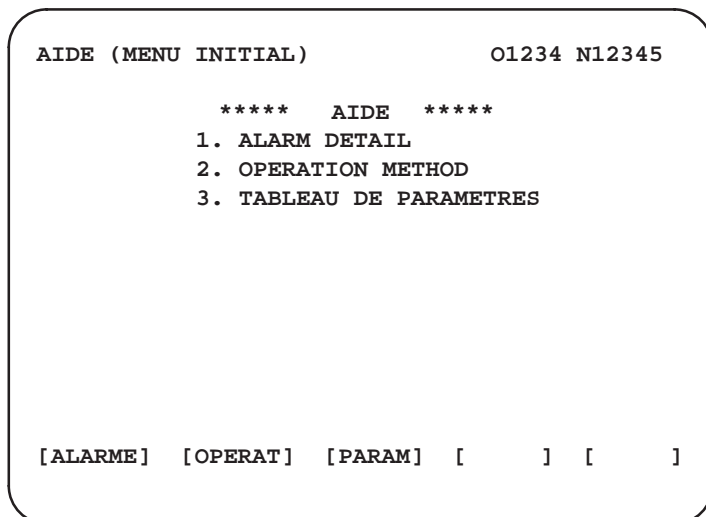 AIDE (MENU INITIAL) O1234 N12345
***** AIDE *****
1. ALARM DETAIL
2. OPERATION METHOD
3. TABLEAU DE PARAMETRES
[ALARME] [OPERAT] [PARAM] [ ] [ ]